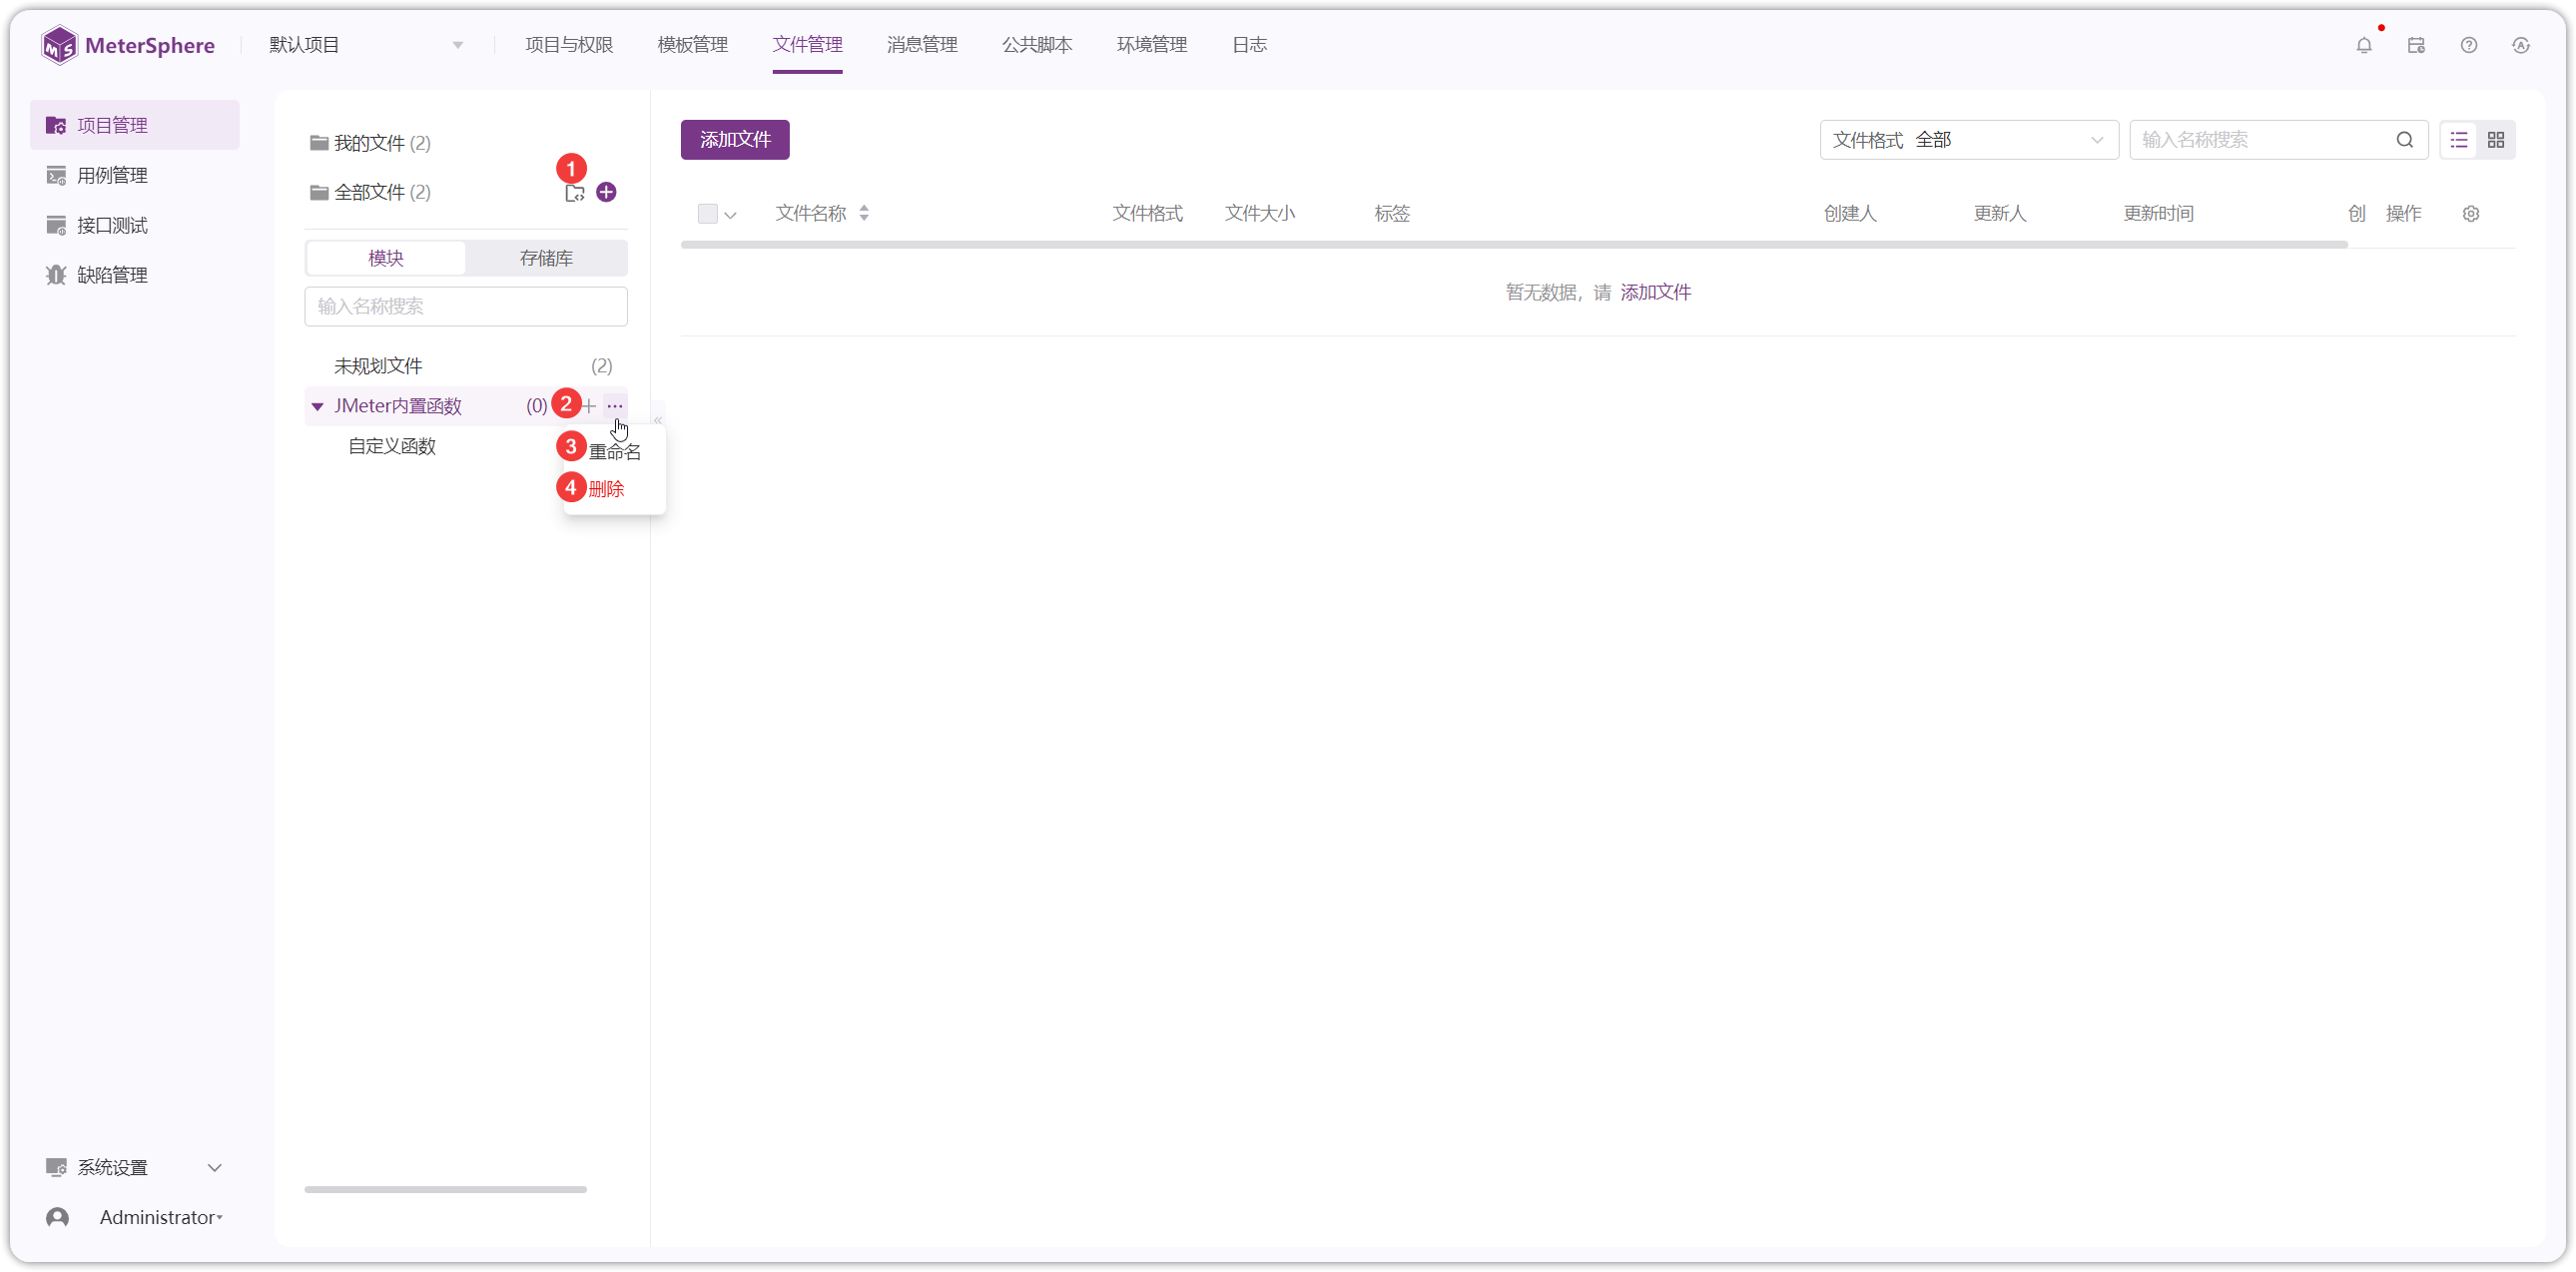 MeterSphere 默认项目 项目与权限 模板管理 文件管理 消息管理 公共脚本 环境管理 日志
项目管理
用例管理
接口测试
缺陷管理
系统设置
Administrator
我的文件 (2)
1
全部文件 (2)
模块 存储库
输入名称搜索
未规划文件 (2)
JMeter内置函数 (0) 2
自定义函数
3 重命名
4 删除
添加文件 文件格式 全部 输入名称搜索
文件名称 文件格式 文件大小 标签 创建人 更新人 更新时间 创 操作
暂无数据，请 添加文件